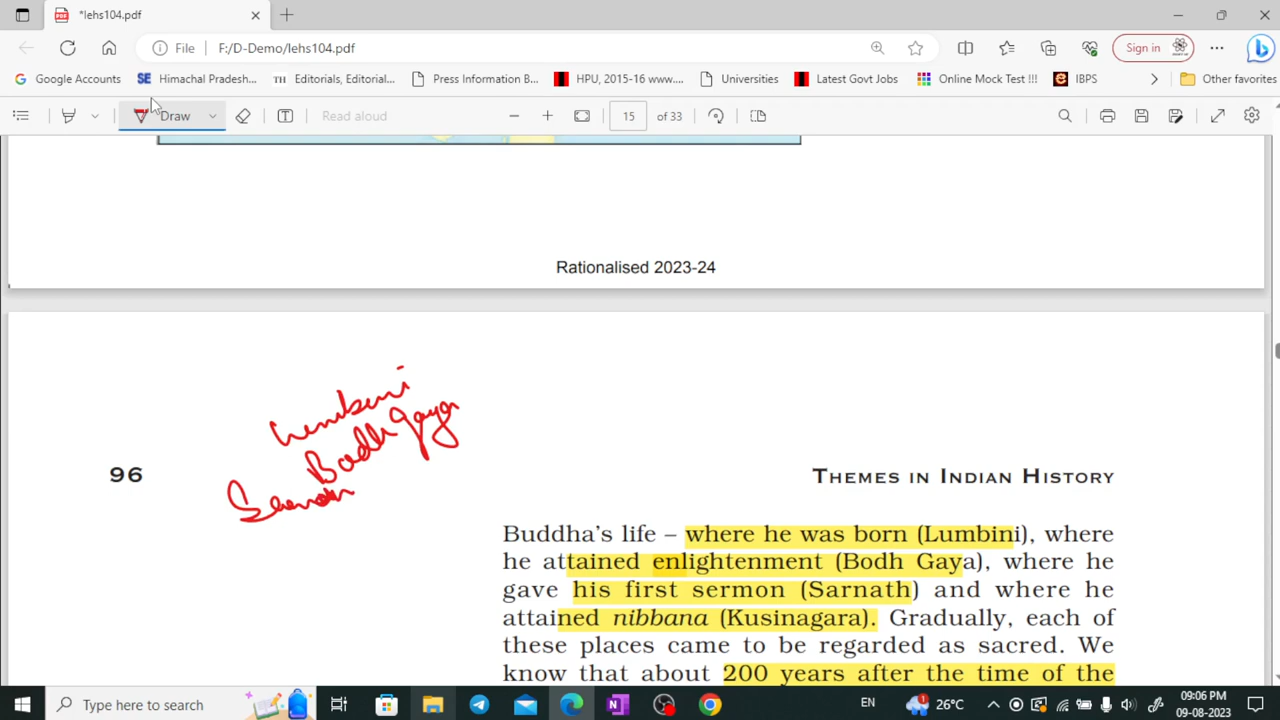 *lehs104.pdf
File F:/D-Demo/lehs104.pdf Sign in
Google Accounts Himachal Pradesh... Editorials, Editorial... Press Information B... HPU, 2015-16 www.... Universities Latest Govt Jobs Online Mock Test !!! IBPS Other favorites
Draw Read aloud 15 of 33
Rationalised 2023-24
Lumbini
Bodh Gaya
96 THEMES IN INDIAN HISTORY
Buddha's life – where he was born (Lumbini), where
he attained enlightenment (Bodh Gaya), where he
gave his first sermon (Sarnath) and where he
attained nibbana (Kusinagara). Gradually, each of
these places came to be regarded as sacred. We
know that about 200 years after the time of the
Type here to search EN 26°C 09:06 PM
09-08-2023